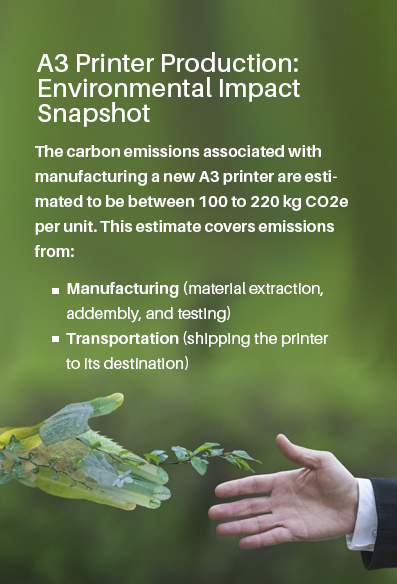 A3 Printer Production:
Environmental Impact
Snapshot
The carbon emissions associated with
manufacturing a new A3 printer are esti-
mated to be between 100 to 220 kg CO2e
per unit. This estimate covers emissions
from:
▪ Manufacturing (material extraction,
addembly, and testing)
▪ Transportation (shipping the printer
to its destination)